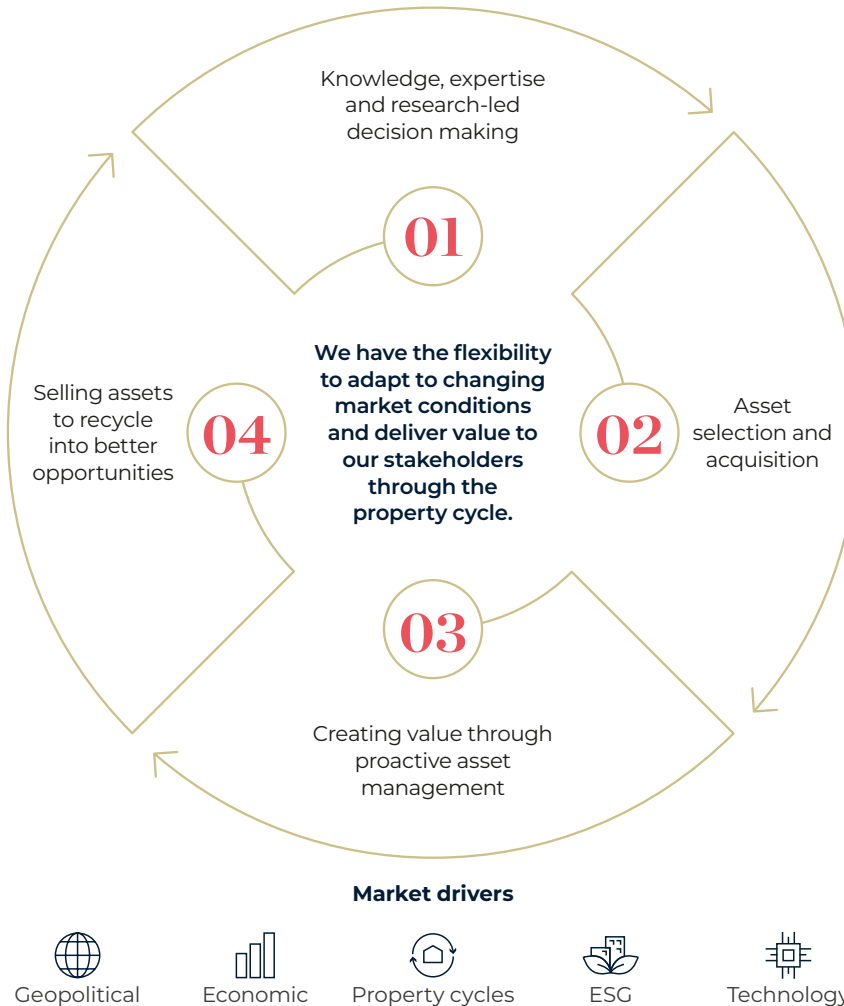 Knowledge, expertise
and research-led
decision making
01
We have the flexibility
to adapt to changing
market conditions
and deliver value to
our stakeholders
through the
property cycle.
02
Asset
selection and
acquisition
03
Creating value through
proactive asset
management
04
Selling assets
to recycle
into better
opportunities
Market drivers
Geopolitical
Economic
Property cycles
ESG
Technology